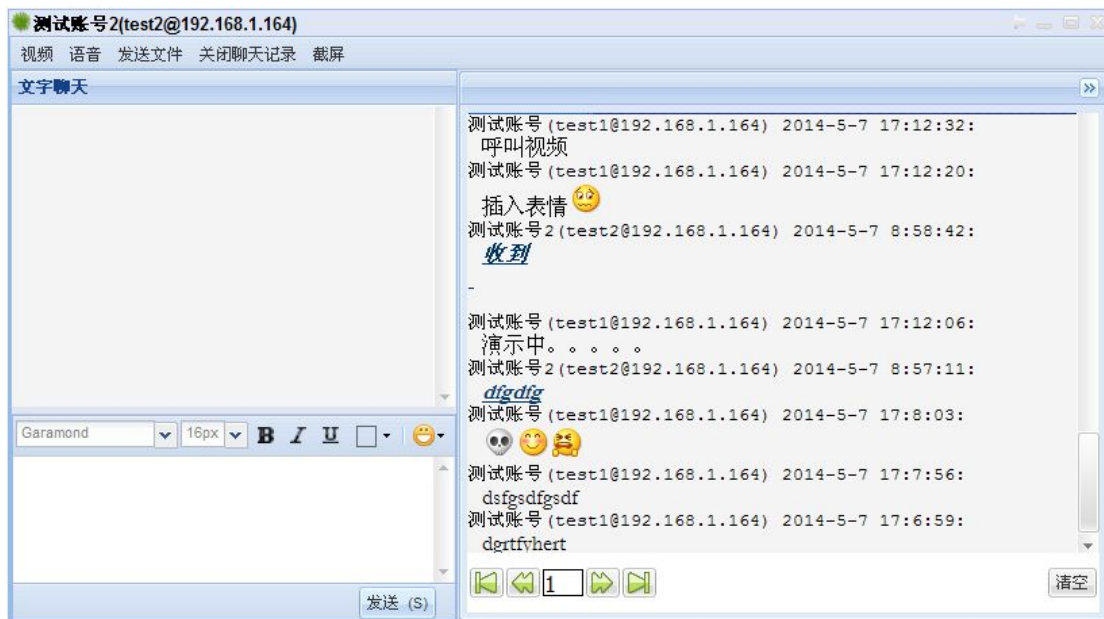 测试账号2(test2@192.168.1.164)
视频 语音 发送文件 关闭聊天记录 截屏
文字聊天
测试账号(test1@192.168.1.164) 2014-5-7 17:12:32:
呼叫视频
测试账号(test1@192.168.1.164) 2014-5-7 17:12:20:
插入表情
测试账号2(test2@192.168.1.164) 2014-5-7 8:58:42:
收到
-
测试账号(test1@192.168.1.164) 2014-5-7 17:12:06:
演示中。。。。。
测试账号2(test2@192.168.1.164) 2014-5-7 8:57:11:
dfgdfg
测试账号(test1@192.168.1.164) 2014-5-7 17:8:03:
测试账号(test1@192.168.1.164) 2014-5-7 17:7:56:
dsfgsdfgsdf
测试账号(test1@192.168.1.164) 2014-5-7 17:6:59:
dgrtfyhert
Garamond 16px B I U
1
清空
发送 (S)